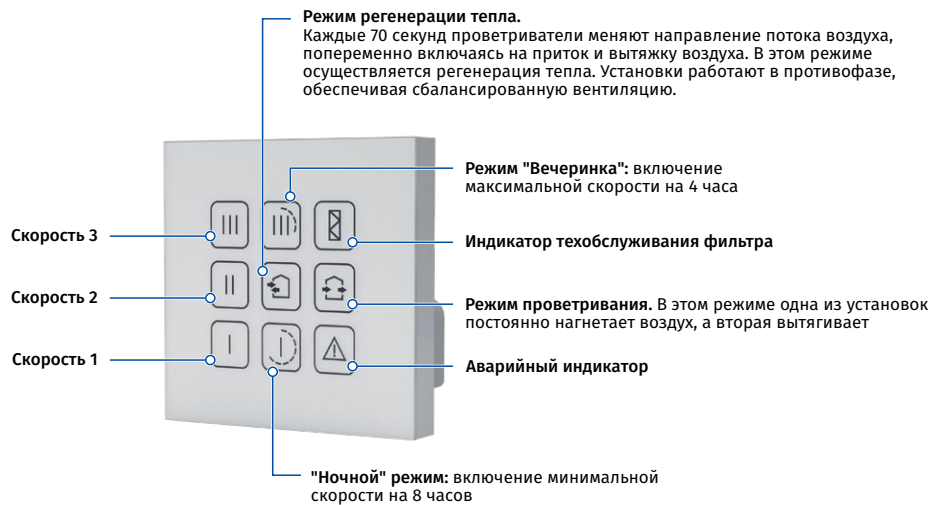 Режим регенерации тепла.
Каждые 70 секунд проветриватели меняют направление потока воздуха,
попеременно включаясь на приток и вытяжку воздуха. В этом режиме
осуществляется регенерация тепла. Установки работают в противофазе,
обеспечивая сбалансированную вентиляцию.
Режим "Вечеринка": включение
максимальной скорости на 4 часа
Скорость 3
Индикатор техобслуживания фильтра
Скорость 2
Режим проветривания. В этом режиме одна из установок
постоянно нагнетает воздух, а вторая вытягивает
Скорость 1
Аварийный индикатор
"Ночной" режим: включение минимальной
скорости на 8 часов